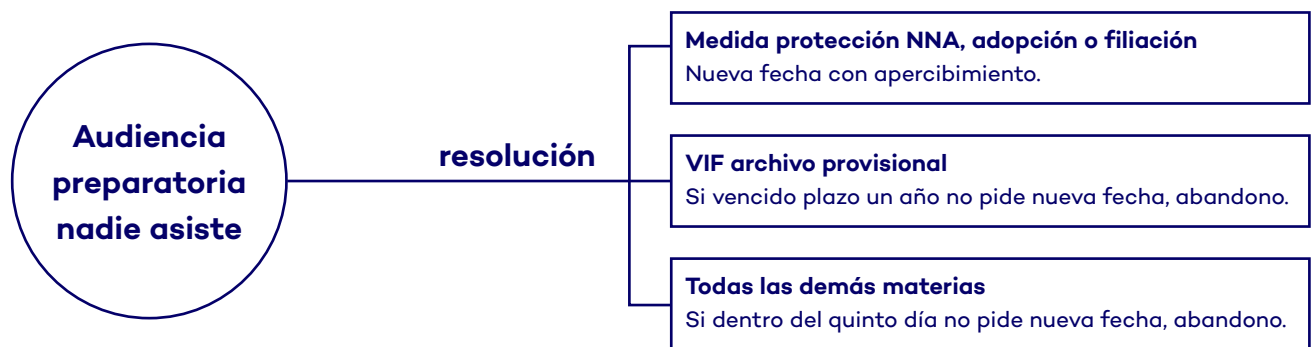 Audiencia
preparatoria
nadie asiste
resolución
Medida protección NNA, adopción o filiación
Nueva fecha con apercibimiento.
VIF archivo provisional
Si vencido plazo un año no pide nueva fecha, abandono.
Todas las demás materias
Si dentro del quinto día no pide nueva fecha, abandono.